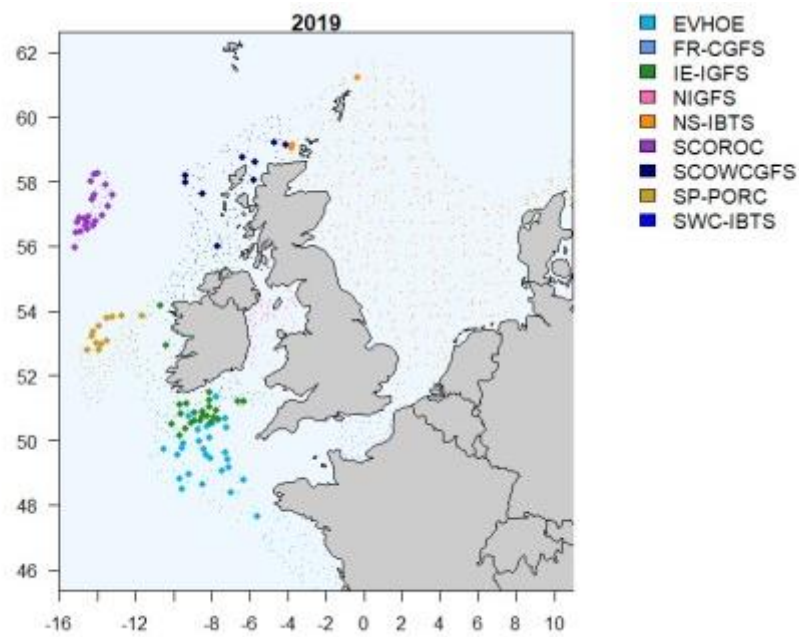 2019
62
60
58
56
54
52
50
48
46
-16
-12
-8
-6
-4
-2
0
2
4
6
8
10
EVHOE
FR-CGFS
IE-IGFS
NIGFS
NS-IBTS
SCOROC
SCOWCGFS
SP-PORC
SWC-IBTS